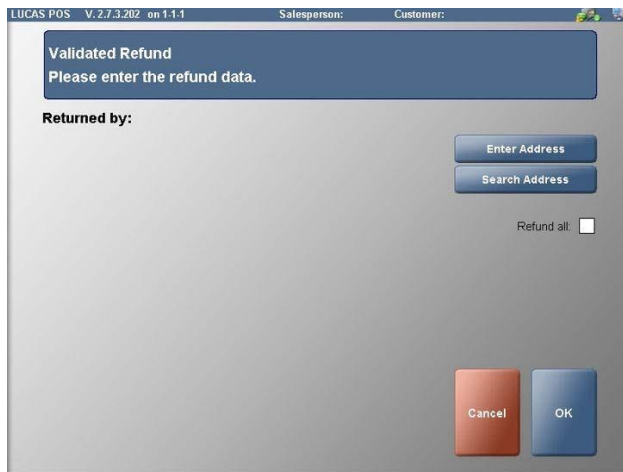 LUCAS POS V. 2.7.3.202 on 1-1-1 Salesperson: Customer:
Validated Refund
Please enter the refund data.
Returned by:
Enter Address
Search Address
Refund all:
Cancel OK